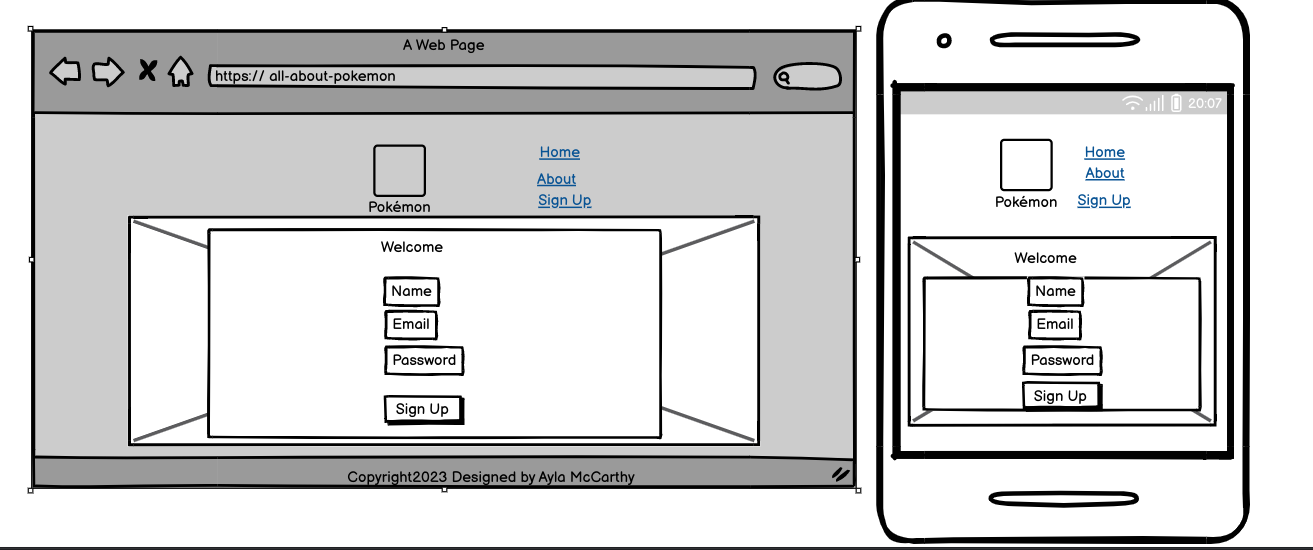 A Web Page
https:// all-about-pokemon
Home
About
Sign Up
Pokémon
Welcome
Name
Email
Password
Sign Up
Copyright2023 Designed by Ayla McCarthy
20:07
Home
About
Pokémon Sign Up
Welcome
Name
Email
Password
Sign Up